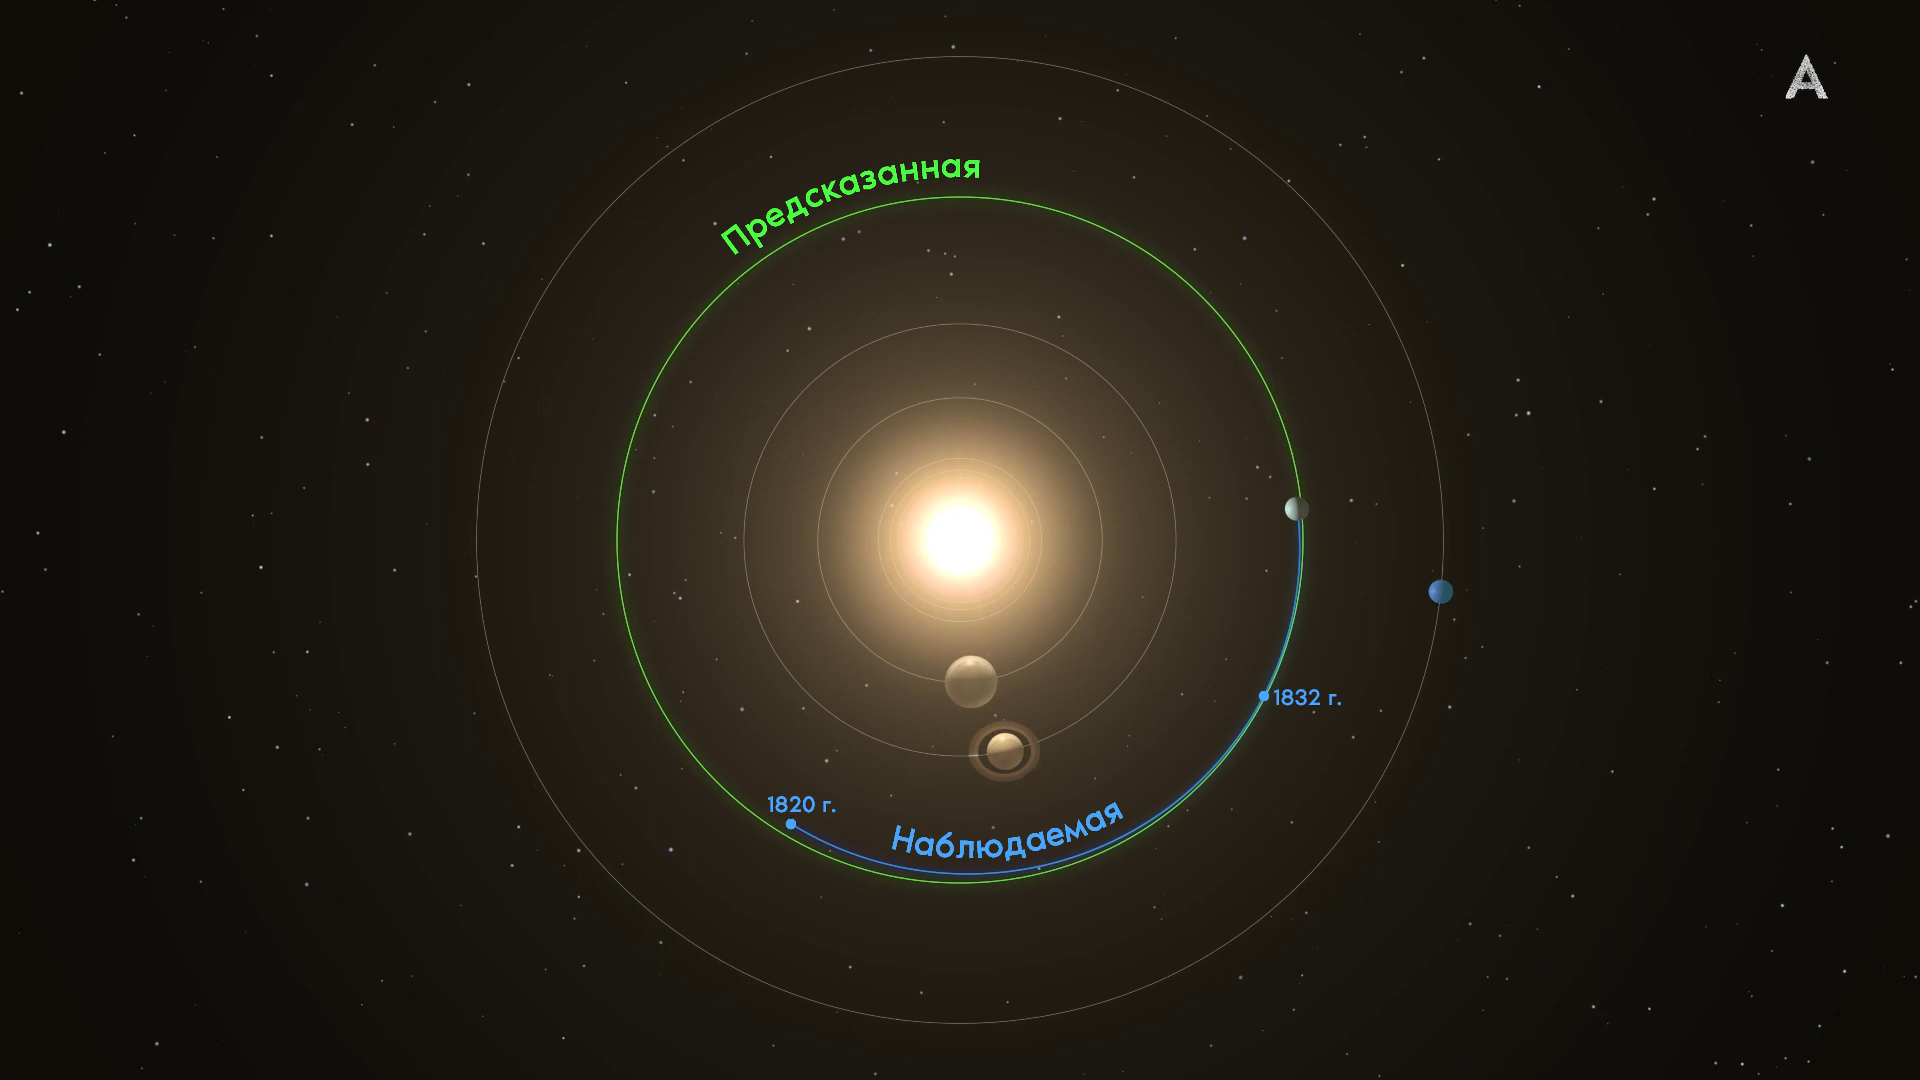 А
Предсказанная
1832 г.
1820 г.
Наблюдаемая